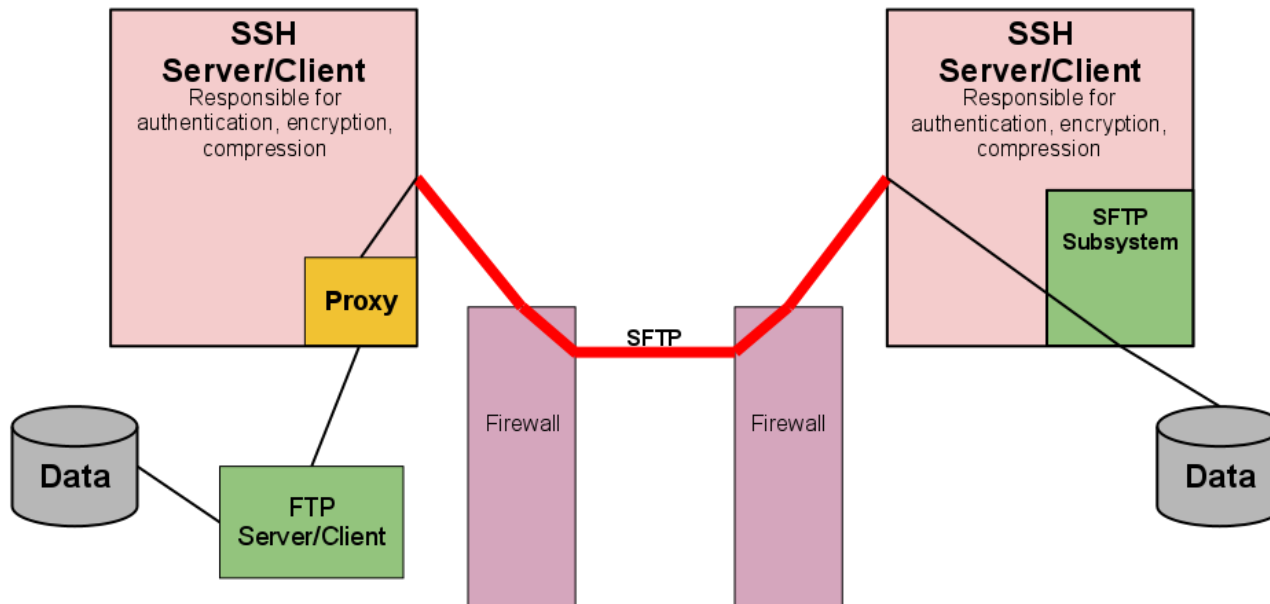 SSH
Server/Client
Responsible for
authentication, encryption,
compression
Proxy
Data
FTP
Server/Client
Firewall
SFTP
Firewall
SSH
Server/Client
Responsible for
authentication, encryption,
compression
SFTP
Subsystem
Data